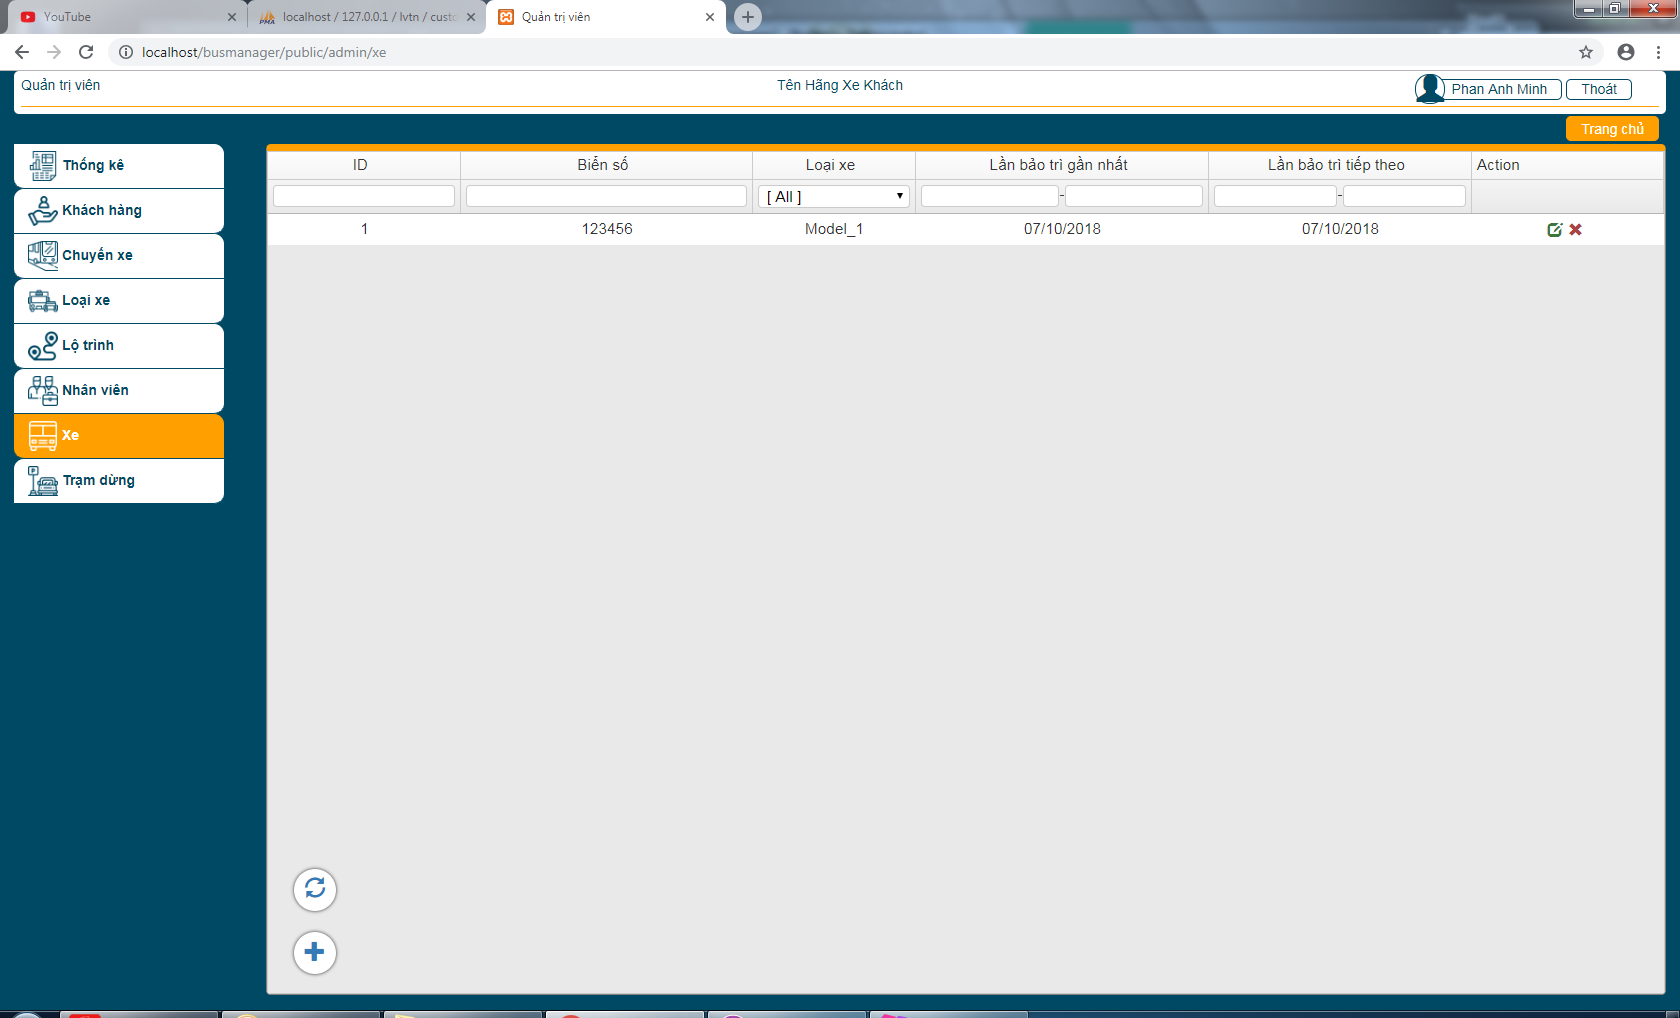 YouTube
localhost / 127.0.0.1 / lvtn / custo
Quản trị viên
localhost/busmanager/public/admin/xe
Quản trị viên
Tên Hãng Xe Khách
Phan Anh Minh
Thoát
Trang chủ
Thống kê
Khách hàng
Chuyến xe
Loại xe
Lộ trình
Nhân viên
Xe
Trạm dừng
ID Biển số Loại xe Lần bảo trì gần nhất Lần bảo trì tiếp theo Action
[ All ] - -
1 123456 Model_1 07/10/2018 07/10/2018